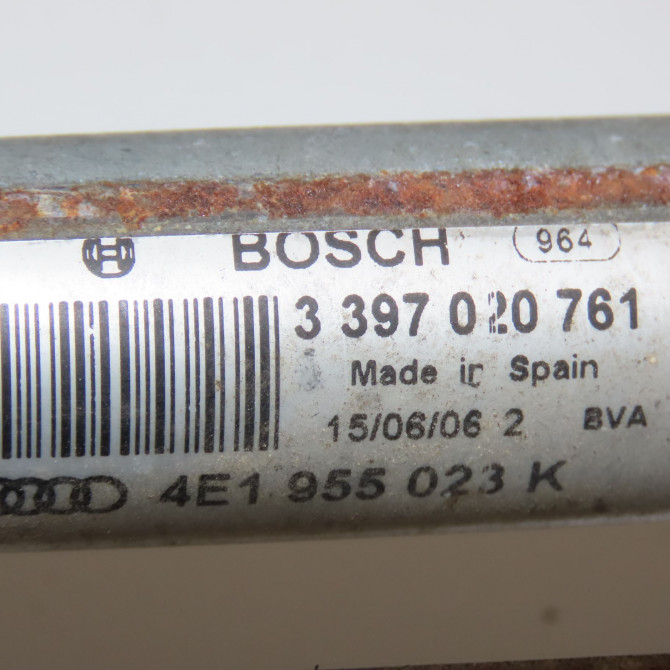 BOSCH 964
3 397 020 761
Made in Spain
15/06/06 2 BVA
4E1 955 023 K